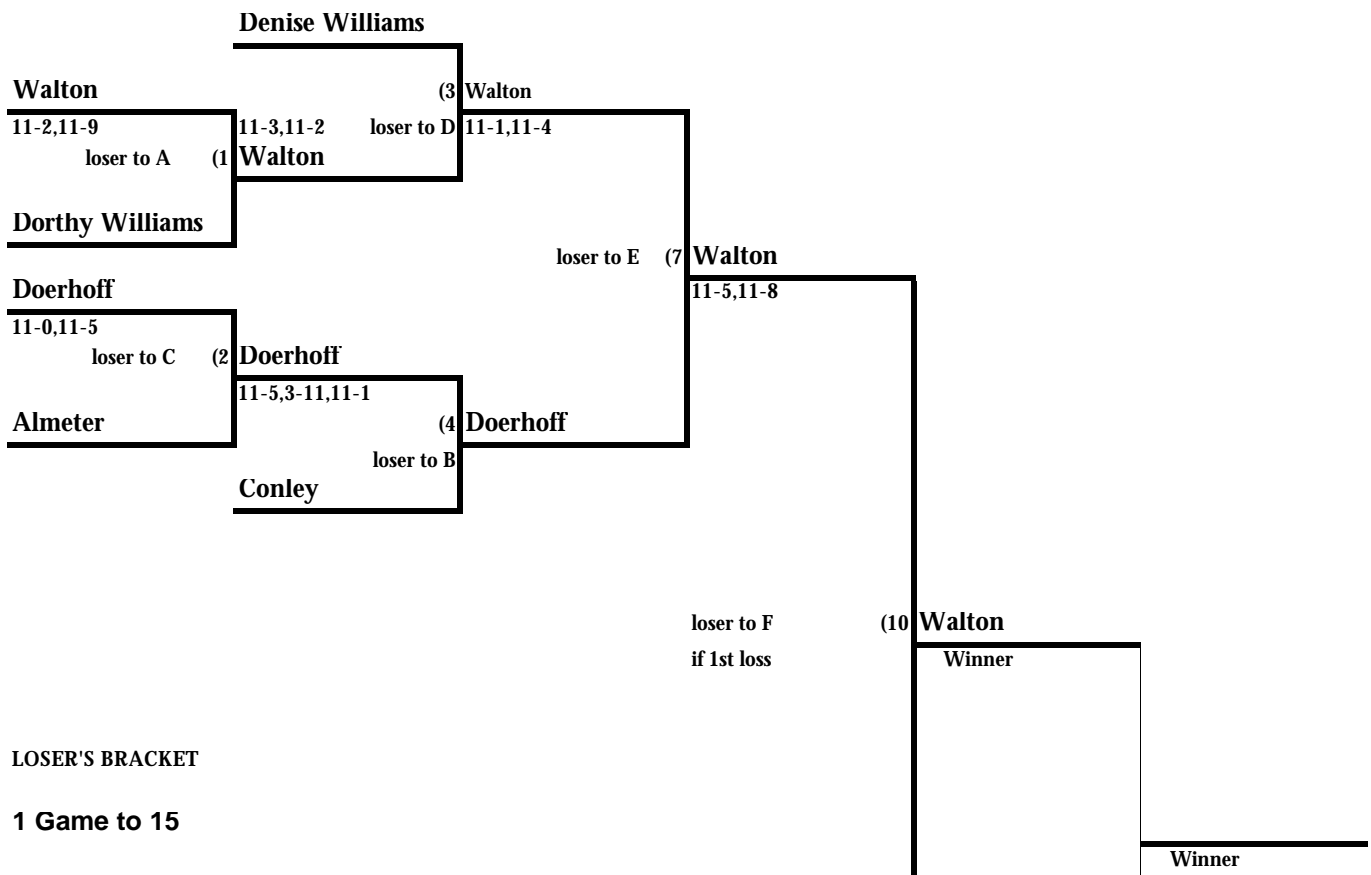 Denise Williams
Walton
(3 Walton
11-2,11-9
11-3,11-2
loser to D
11-1,11-4
loser to A
(1 Walton
Dorthy Williams
loser to E
(7 Walton
Doerhoff
11-5,11-8
11-0,11-5
loser to C
(2 Doerhoff
11-5,3-11,11-1
Almeter
(4 Doerhoff
loser to B
Conley
loser to F
(10 Walton
if 1st loss
Winner
LOSER'S BRACKET
1 Game to 15
Winner